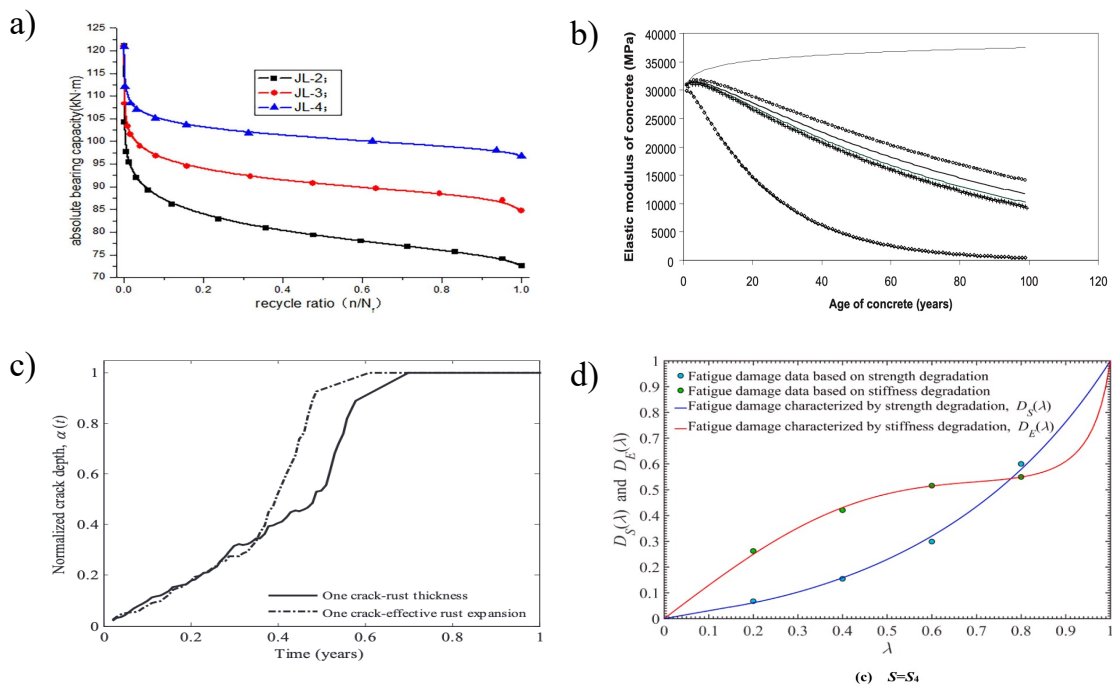 a)
absolute bearing capacity(kN·m)
125
120
115
110
105
100
95
90
85
80
75
70
JL-2;
JL-3;
JL-4;
0.0 0.2 0.4 0.6 0.8 1.0
recycle ratio (n/Nf)
b)
Elastic modulus of concrete (MPa)
40000
35000
30000
25000
20000
15000
10000
5000
0
0 20 40 60 80 100 120
Age of concrete (years)
c)
Normalized crack depth, α(t)
1
0.8
0.6
0.4
0.2
0
One crack-rust thickness
One crack-effective rust expansion
0 0.2 0.4 0.6 0.8 1
Time (years)
d)
D_S(λ) and D_E(λ)
1
0.9
0.8
0.7
0.6
0.5
0.4
0.3
0.2
0.1
0
Fatigue damage data based on strength degradation
Fatigue damage data based on stiffness degradation
Fatigue damage characterized by strength degradation, D_S(λ)
Fatigue damage characterized by stiffness degradation, D_E(λ)
0 0.1 0.2 0.3 0.4 0.5 0.6 0.7 0.8 0.9 1
λ
(c) S=S₄